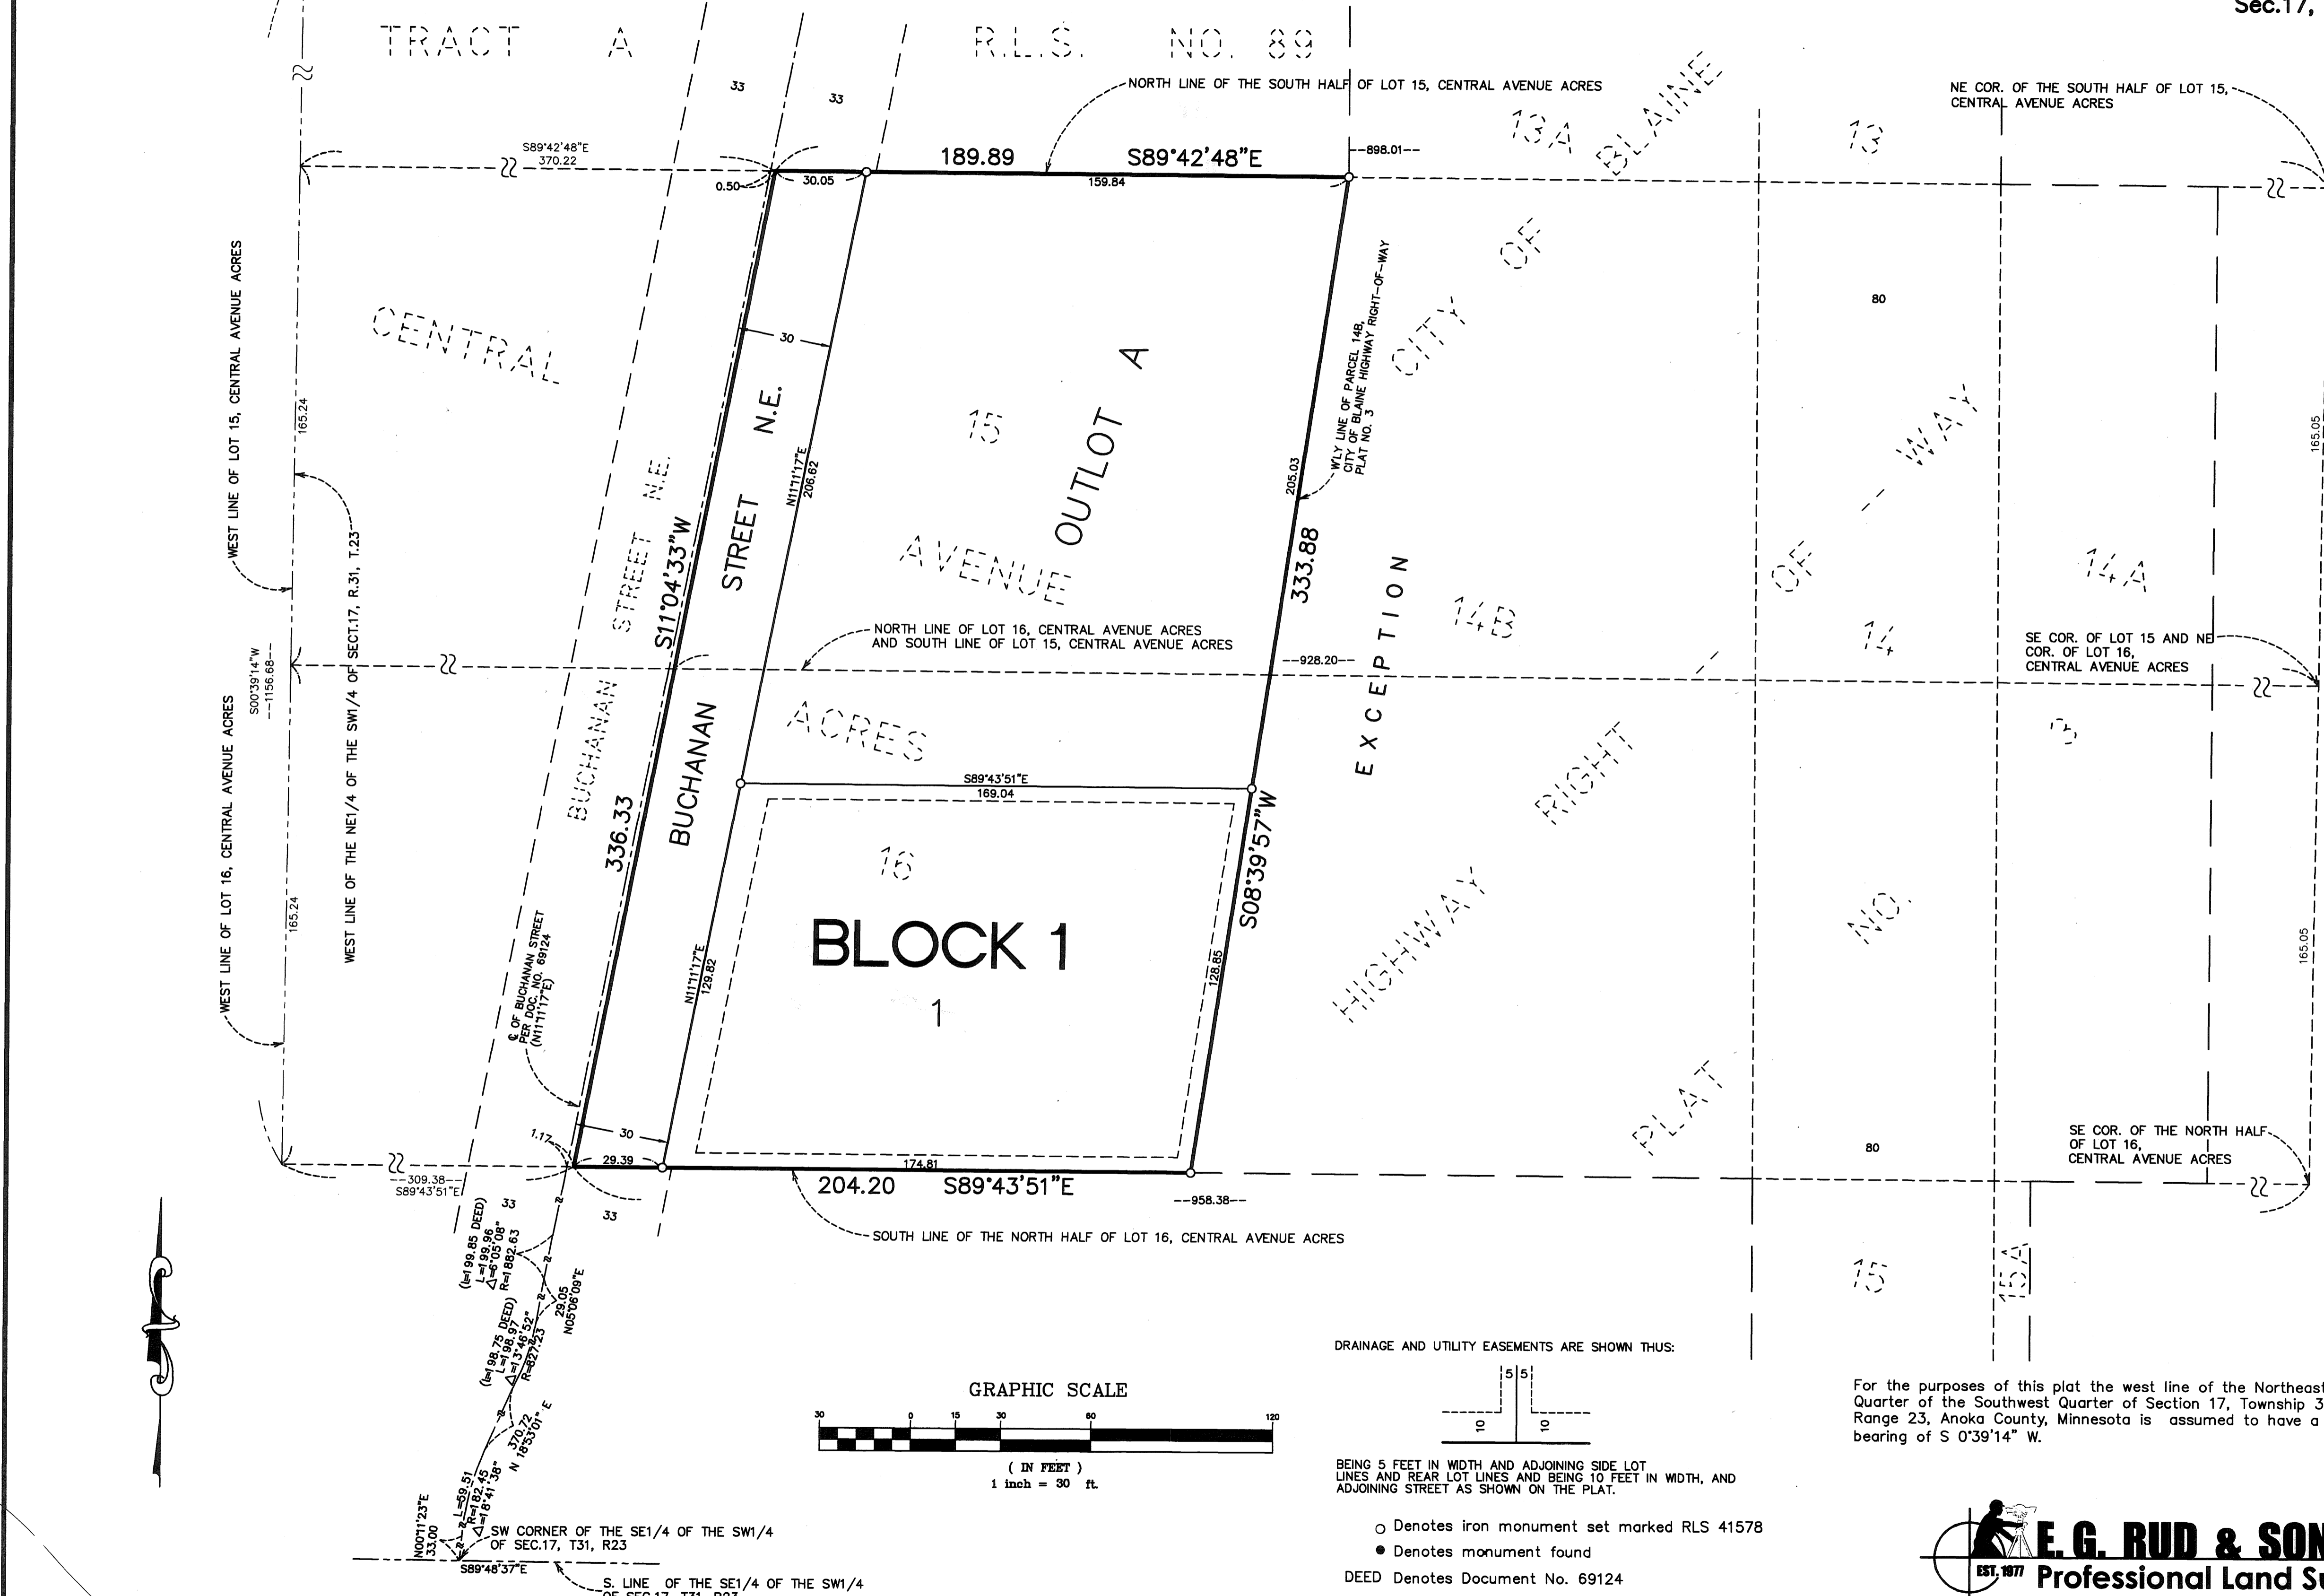 Sec.17,
TRACT A R.L.S. NO. 89
33
33
NORTH LINE OF THE SOUTH HALF OF LOT 15, CENTRAL AVENUE ACRES
NE COR. OF THE SOUTH HALF OF LOT 15,
CENTRAL AVENUE ACRES
13A
BLAINE
13
S89°42'48"E
370.22
189.89 S89°42'48"E
--898.01--
0.50
30.05
159.84
WEST LINE OF LOT 15, CENTRAL AVENUE ACRES
165.24
CITY OF
80
CENTRAL
30
W'LY LINE OF PARCEL 14B,
CITY OF BLAINE HIGHWAY RIGHT-OF-WAY
PLAT NO. 3
OUTLOT A
15
N11°11'17"E
206.62
205.03
WAY
165.05
BUCHANAN STREET N.E.
BUCHANAN STREET N.E.
S11°04'33"W
336.33
WEST LINE OF THE NE1/4 OF THE SW1/4 OF SECT.17, R.31, T.23
AVENUE
333.88
EXCEPTION
14B
OF
14
14A
NORTH LINE OF LOT 16, CENTRAL AVENUE ACRES
AND SOUTH LINE OF LOT 15, CENTRAL AVENUE ACRES
--928.20--
SE COR. OF LOT 15 AND NE
COR. OF LOT 16,
CENTRAL AVENUE ACRES
S00°39'14"W
--1156.68--
WEST LINE OF LOT 16, CENTRAL AVENUE ACRES
165.24
ACRES
3
RIGHT
S89°43'51"E
169.04
S08°39'57"W
16
BLOCK 1
1
N11°11'17"E
129.82
128.85
HIGHWAY
NO.
165.05
℄ OF BUCHANAN STREET
PER DOC. NO. 69124
(N11°11'17"E)
PLAT
80
SE COR. OF THE NORTH HALF
OF LOT 16,
CENTRAL AVENUE ACRES
1.17
30
29.39
174.81
--309.38--
S89°43'51"E
204.20 S89°43'51"E
--958.38--
33
33
SOUTH LINE OF THE NORTH HALF OF LOT 16, CENTRAL AVENUE ACRES
15
15A
(L=199.85 DEED)
L=199.96
Δ=6°05'08"
R=1882.63
29.05
N05°06'09"E
(L=198.75 DEED)
L=198.97
Δ=13°46'52"
R=827.23
370.72
N 18°53'01" E
L=59.51
R=182.45
Δ=18°41'38"
N00°11'23"E
33.00
SW CORNER OF THE SE1/4 OF THE SW1/4
OF SEC.17, T31, R23
S89°48'37"E
S. LINE OF THE SE1/4 OF THE SW1/4
OF SEC.17, T31, R23
GRAPHIC SCALE
30 0 15 30 60 120
( IN FEET )
1 inch = 30 ft.
DRAINAGE AND UTILITY EASEMENTS ARE SHOWN THUS:
5 5
10 10
BEING 5 FEET IN WIDTH AND ADJOINING SIDE LOT
LINES AND REAR LOT LINES AND BEING 10 FEET IN WIDTH, AND
ADJOINING STREET AS SHOWN ON THE PLAT.
Denotes iron monument set marked RLS 41578
Denotes monument found
DEED Denotes Document No. 69124
For the purposes of this plat the west line of the Northeast
Quarter of the Southwest Quarter of Section 17, Township 3
Range 23, Anoka County, Minnesota is assumed to have a
bearing of S 0°39'14" W.
EST. 1977
E. G. RUD & SON
Professional Land S